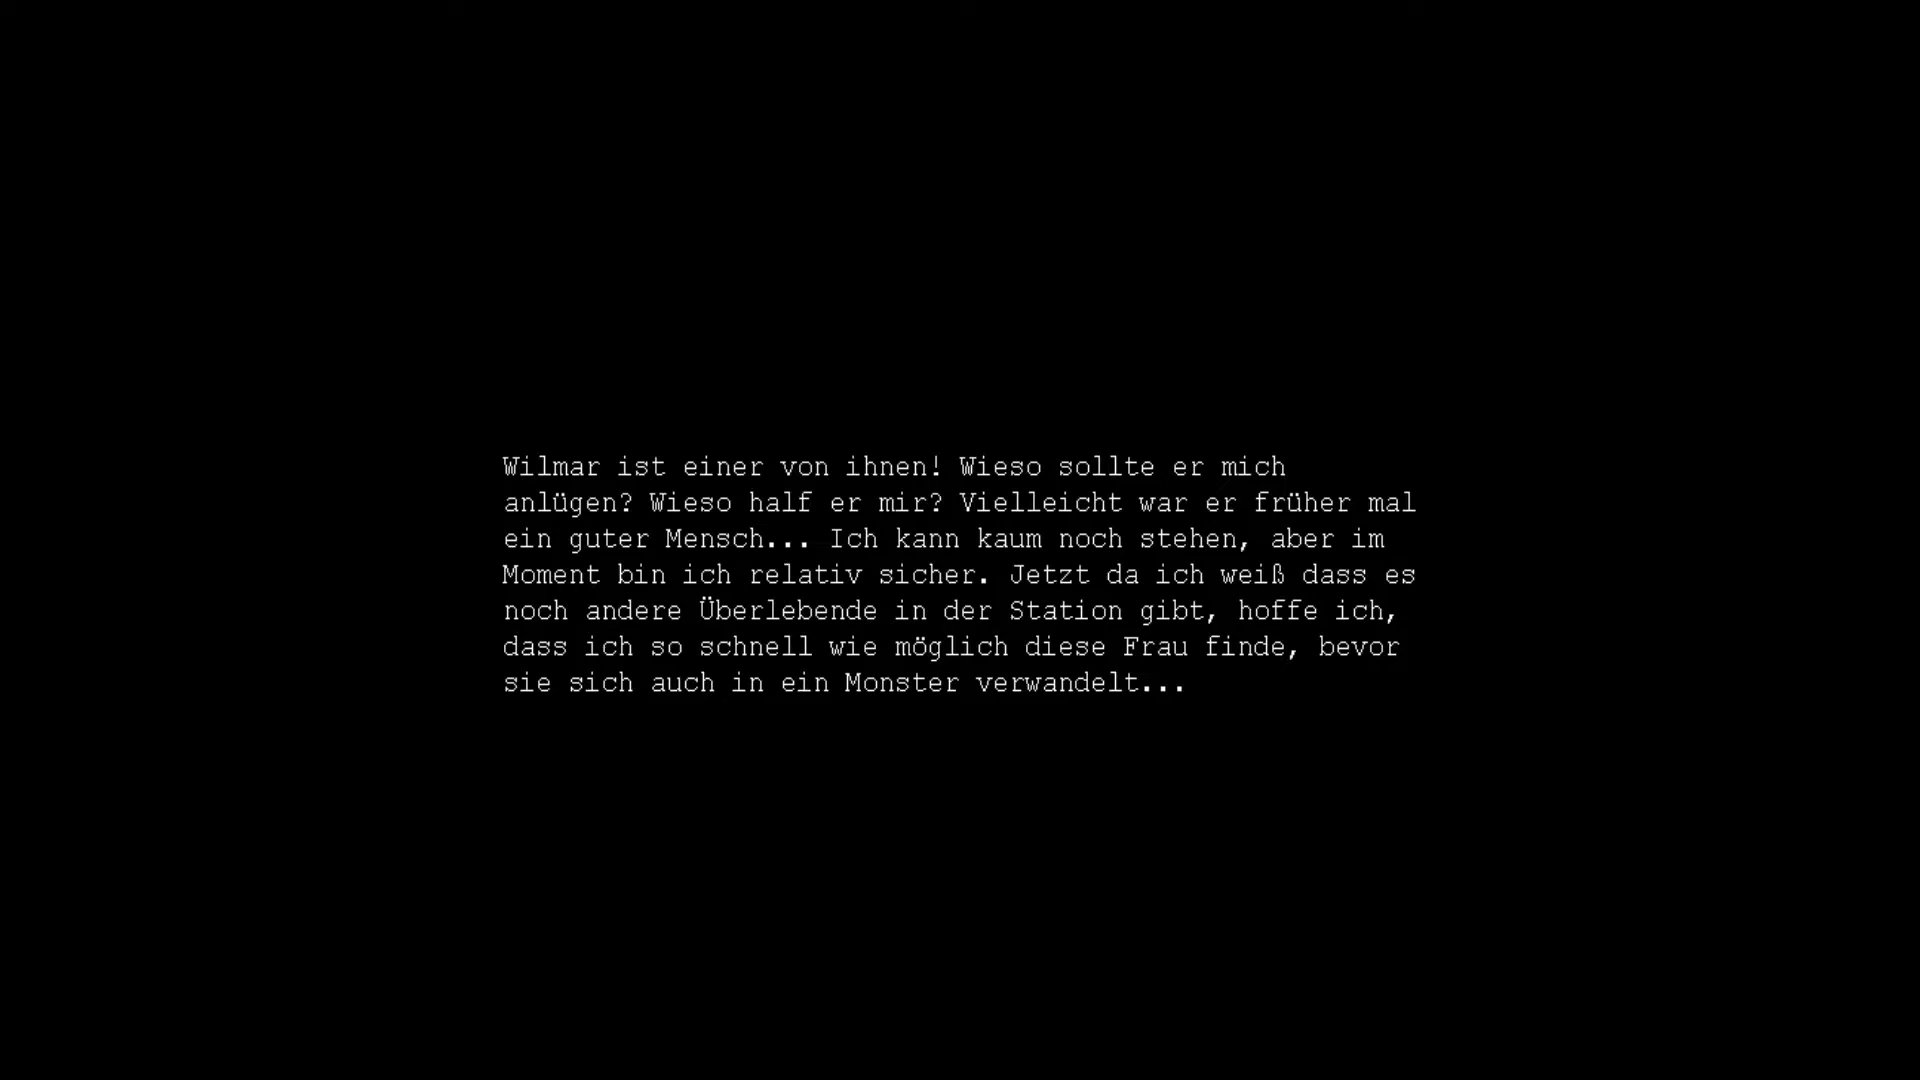 Wilmar ist einer von ihnen! Wieso sollte er mich
anlügen? Wieso half er mir? Vielleicht war er früher mal
ein guter Mensch... Ich kann kaum noch stehen, aber im
Moment bin ich relativ sicher. Jetzt da ich weiß dass es
noch andere Überlebende in der Station gibt, hoffe ich,
dass ich so schnell wie möglich diese Frau finde, bevor
sie sich auch in ein Monster verwandelt...